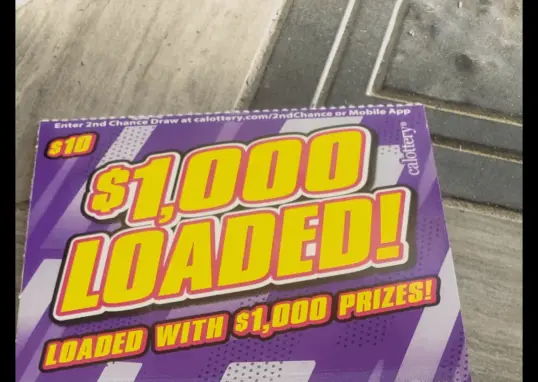 Enter 2nd Chance Draw at calottery.com/2ndChance or Mobile App
$10
calottery®
$1,000
LOADED!
LOADED WITH $1,000 PRIZES!